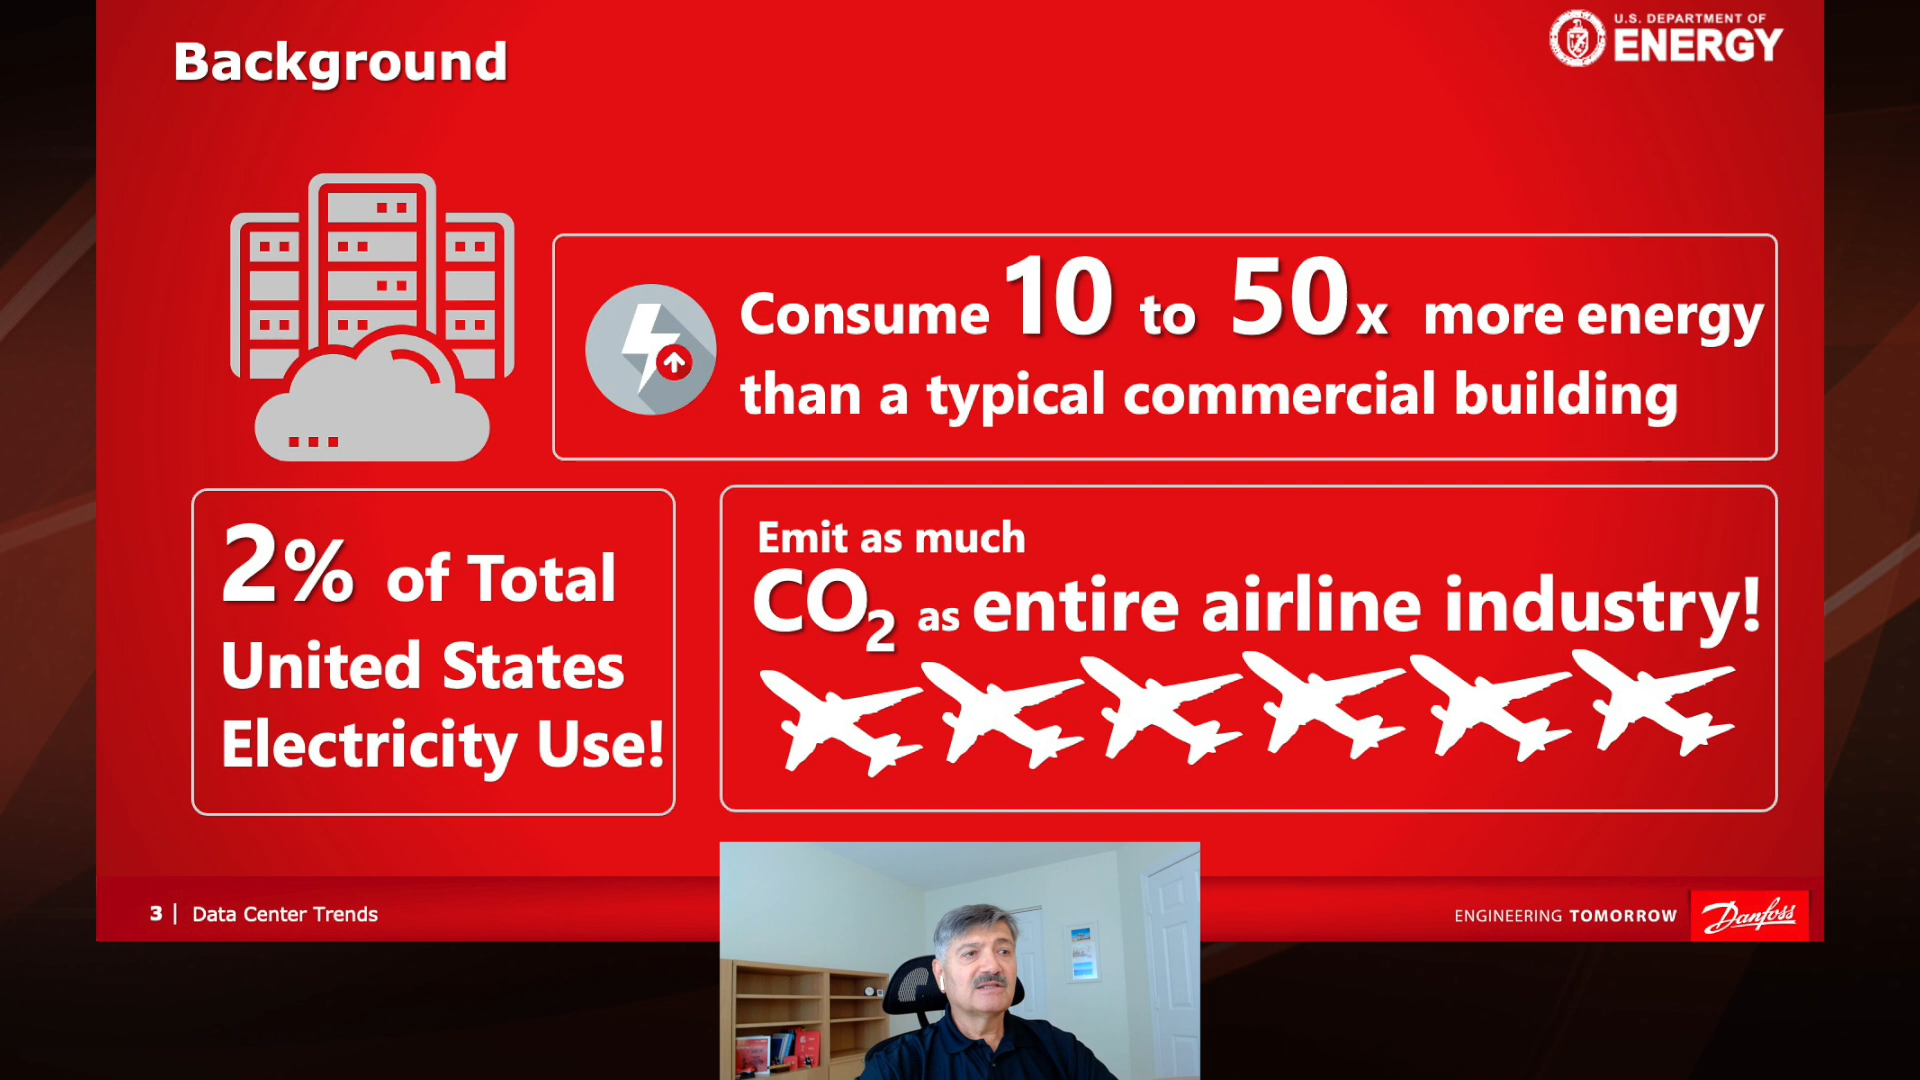 Background
U.S. DEPARTMENT OF
ENERGY
Consume 10 to 50x more energy
than a typical commercial building
2% of Total
United States
Electricity Use!
Emit as much
CO₂ as entire airline industry!
3 | Data Center Trends
ENGINEERING TOMORROW
Danfoss